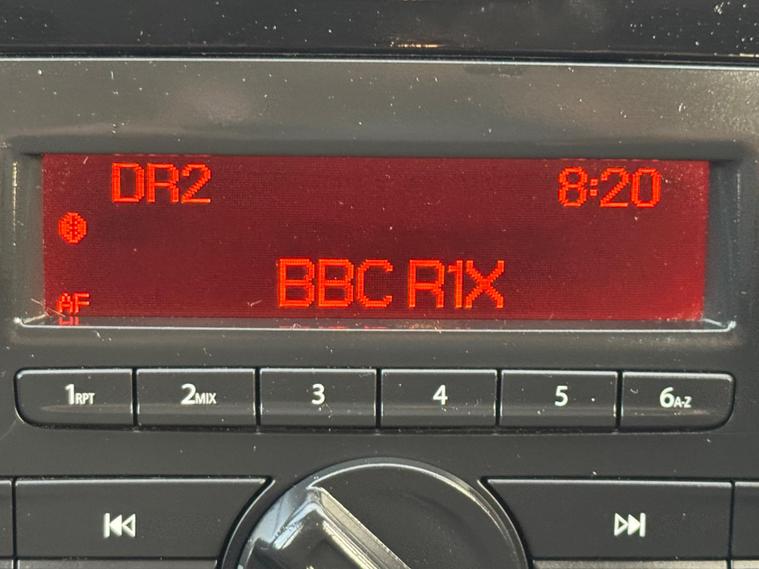 DR2 8:20
AF
BBC R1X
1RPT 2MIX 3 4 5 6A-Z